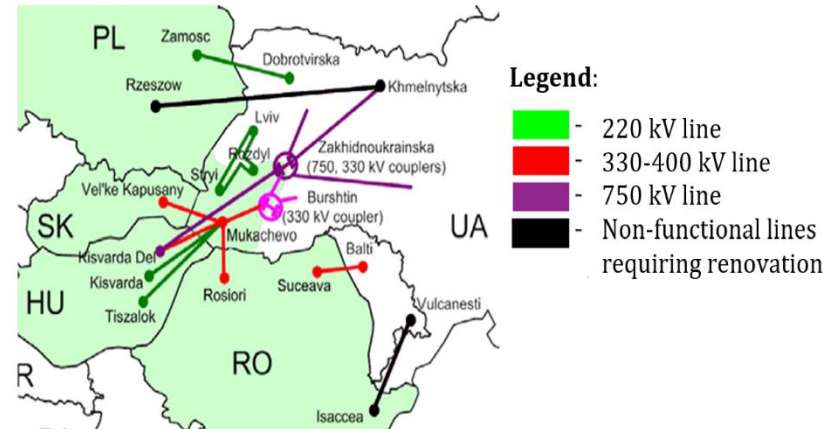 PL
Zamosc
Dobrotvirska
Rzeszow
Khmelnytska
Lviv
Rozdyl
Zakhidnoukrainska
(750, 330 kV couplers)
Stryi
Vel'ke Kapusany
Burshtin
(330 kV coupler)
SK
Mukachevo
UA
Kisvarda Del
Balti
Kisvarda
Rosiori
Suceava
HU
Tiszalok
Vulcanesti
RO
R
Isaccea
Legend:
- 220 kV line
- 330-400 kV line
- 750 kV line
- Non-functional lines
requiring renovation